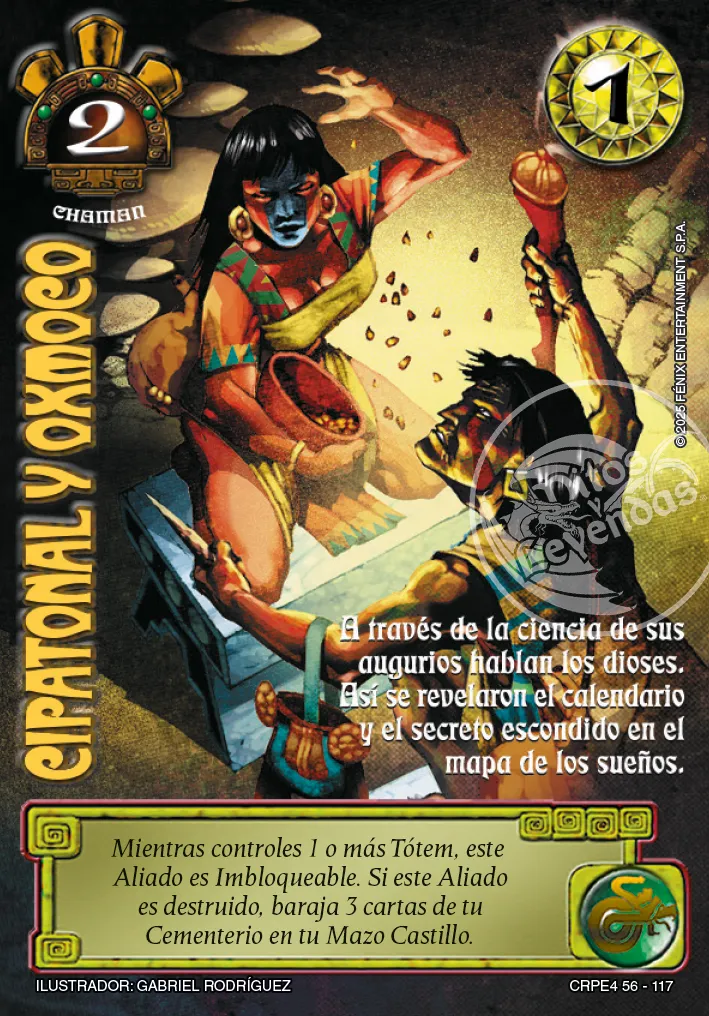 2
1
CHAMAN
CIPATONAL Y OXMOCO
© 2025 FÉNIX ENTERTAINMENT S.P.A.
Mitos
y
Leyendas
A través de la ciencia de sus
augurios hablan los dioses.
Así se revelaron el calendario
y el secreto escondido en el
mapa de los sueños.
Mientras controles 1 o más Tótem, este
Aliado es Imbloqueable. Si este Aliado
es destruido, baraja 3 cartas de tu
Cementerio en tu Mazo Castillo.
ILUSTRADOR: GABRIEL RODRÍGUEZ
CRPE4 56 - 117